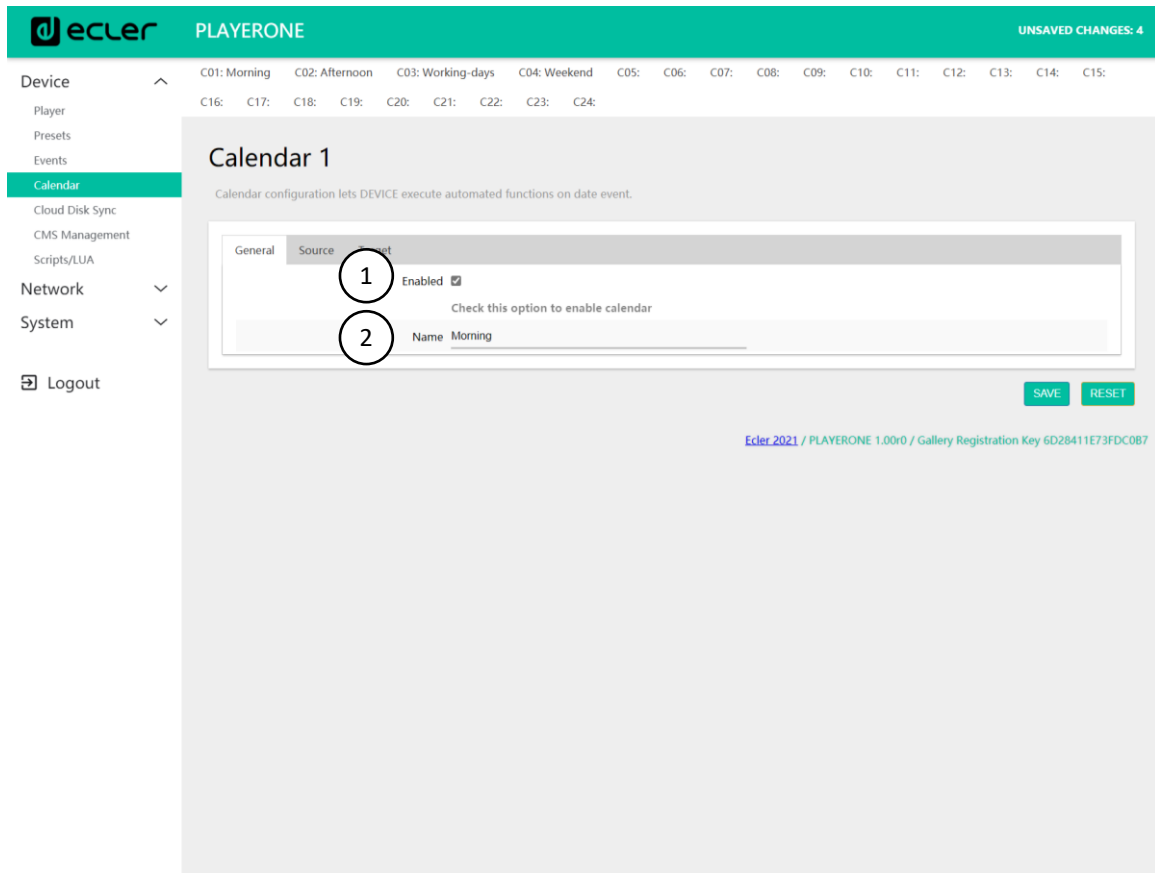 ecler PLAYERONE UNSAVED CHANGES: 4
Device
Player
Presets
Events
Calendar
Cloud Disk Sync
CMS Management
Scripts/LUA
Network
System
Logout
C01: Morning C02: Afternoon C03: Working-days C04: Weekend C05: C06: C07: C08: C09: C10: C11: C12: C13: C14: C15:
C16: C17: C18: C19: C20: C21: C22: C23: C24:
Calendar 1
Calendar configuration lets DEVICE execute automated functions on date event.
General Source Target
1 Enabled
Check this option to enable calendar
2 Name Morning
SAVE RESET
Ecler 2021 / PLAYERONE 1.00r0 / Gallery Registration Key 6D28411E73FDC0B7